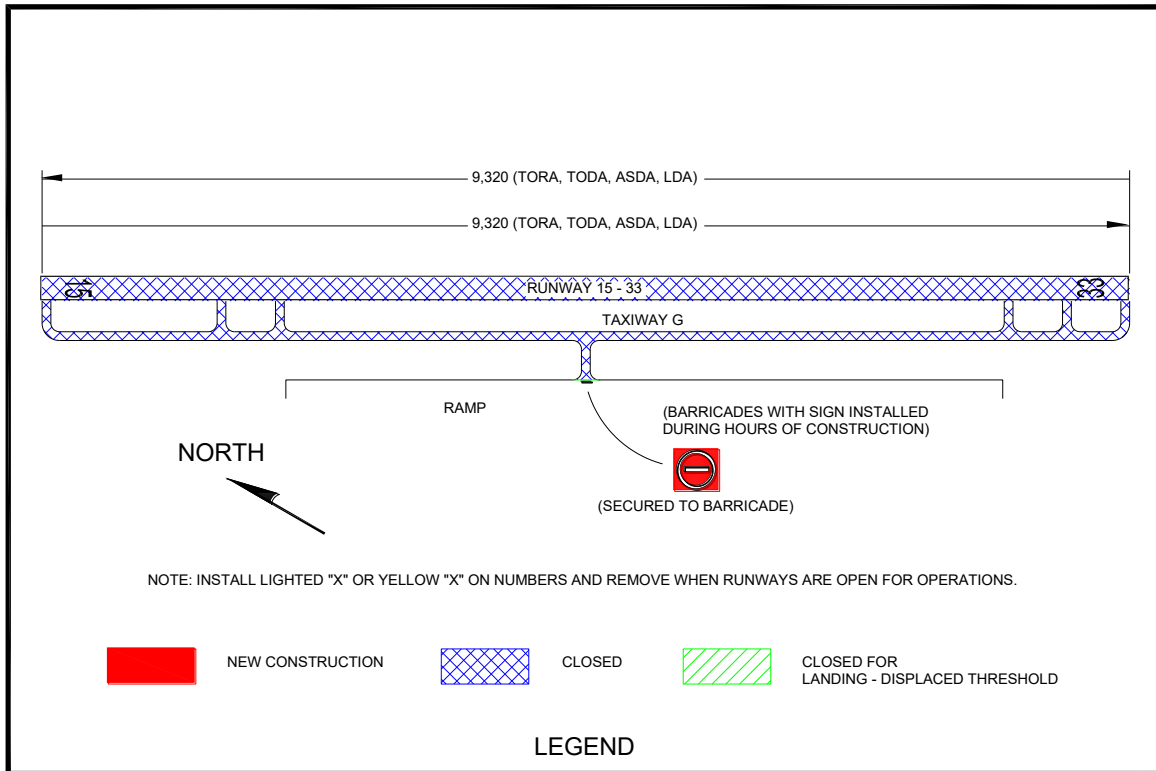 9,320 (TORA, TODA, ASDA, LDA)
9,320 (TORA, TODA, ASDA, LDA)
15
RUNWAY 15 - 33
33
TAXIWAY G
RAMP
(BARRICADES WITH SIGN INSTALLED
DURING HOURS OF CONSTRUCTION)
(SECURED TO BARRICADE)
NORTH
NOTE: INSTALL LIGHTED "X" OR YELLOW "X" ON NUMBERS AND REMOVE WHEN RUNWAYS ARE OPEN FOR OPERATIONS.
NEW CONSTRUCTION
CLOSED
CLOSED FOR
LANDING - DISPLACED THRESHOLD
LEGEND